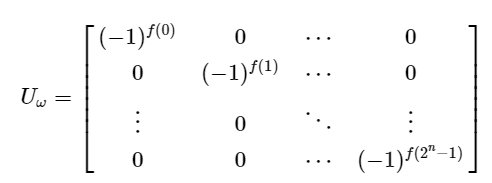 U_ω = [ (-1)^{f(0)} 0 ⋯ 0
0 (-1)^{f(1)} ⋯ 0
⋮ 0 ⋱ ⋮
0 0 ⋯ (-1)^{f(2^n-1)} ]